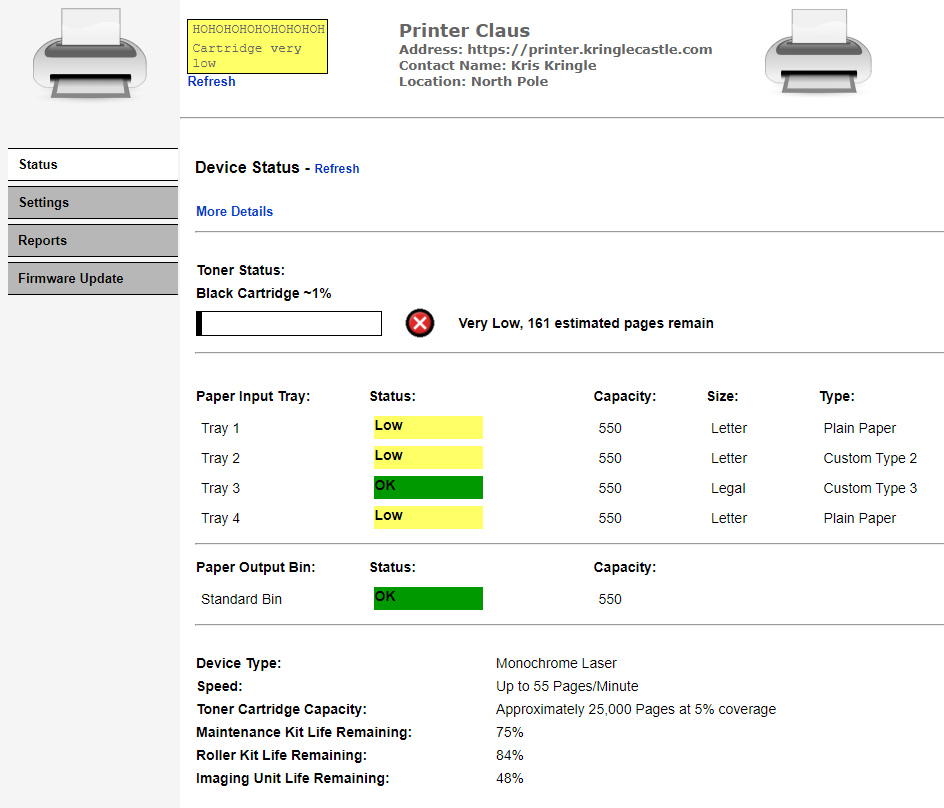 HOHOHOHOHOHOHOHOH
Cartridge very
low
Refresh
Printer Claus
Address: https://printer.kringlecastle.com
Contact Name: Kris Kringle
Location: North Pole
Status
Settings
Reports
Firmware Update
Device Status - Refresh
More Details
Toner Status:
Black Cartridge ~1%
Very Low, 161 estimated pages remain
Paper Input Tray: Status: Capacity: Size: Type:
Tray 1 Low 550 Letter Plain Paper
Tray 2 Low 550 Letter Custom Type 2
Tray 3 OK 550 Legal Custom Type 3
Tray 4 Low 550 Letter Plain Paper
Paper Output Bin: Status: Capacity:
Standard Bin OK 550
Device Type: Monochrome Laser
Speed: Up to 55 Pages/Minute
Toner Cartridge Capacity: Approximately 25,000 Pages at 5% coverage
Maintenance Kit Life Remaining: 75%
Roller Kit Life Remaining: 84%
Imaging Unit Life Remaining: 48%